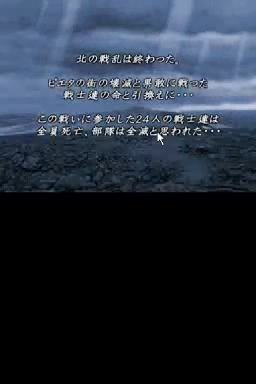 北の戦乱は終わった。
ピエタの街の壊滅と勇敢に戦った
戦士達の命と引換えに・・・
この戦いに参加した24人の戦士達は
全員死亡、部隊は全滅と思われた・・・